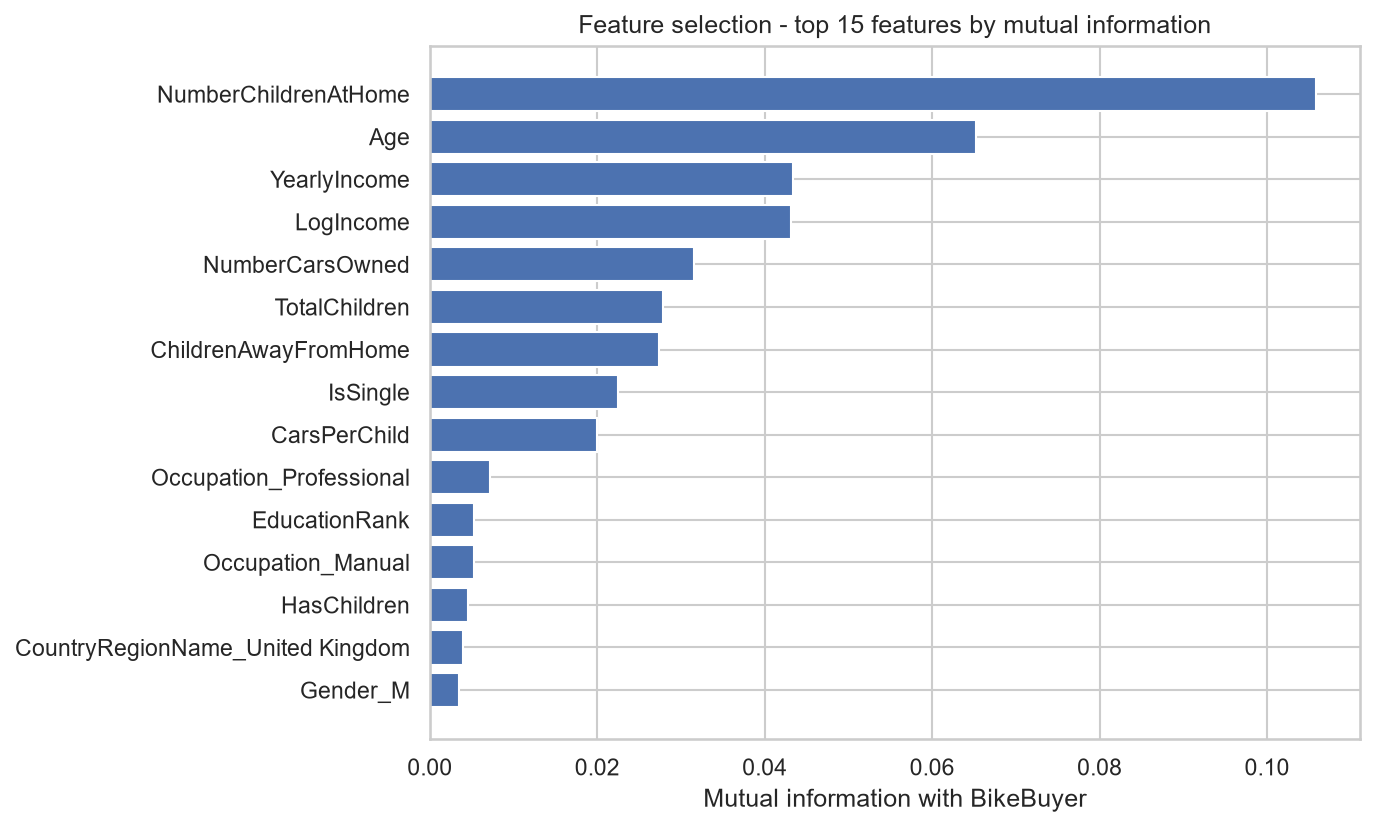 Feature selection - top 15 features by mutual information
NumberChildrenAtHome
Age
YearlyIncome
LogIncome
NumberCarsOwned
TotalChildren
ChildrenAwayFromHome
IsSingle
CarsPerChild
Occupation_Professional
EducationRank
Occupation_Manual
HasChildren
CountryRegionName_United Kingdom
Gender_M
0.00 0.02 0.04 0.06 0.08 0.10
Mutual information with BikeBuyer